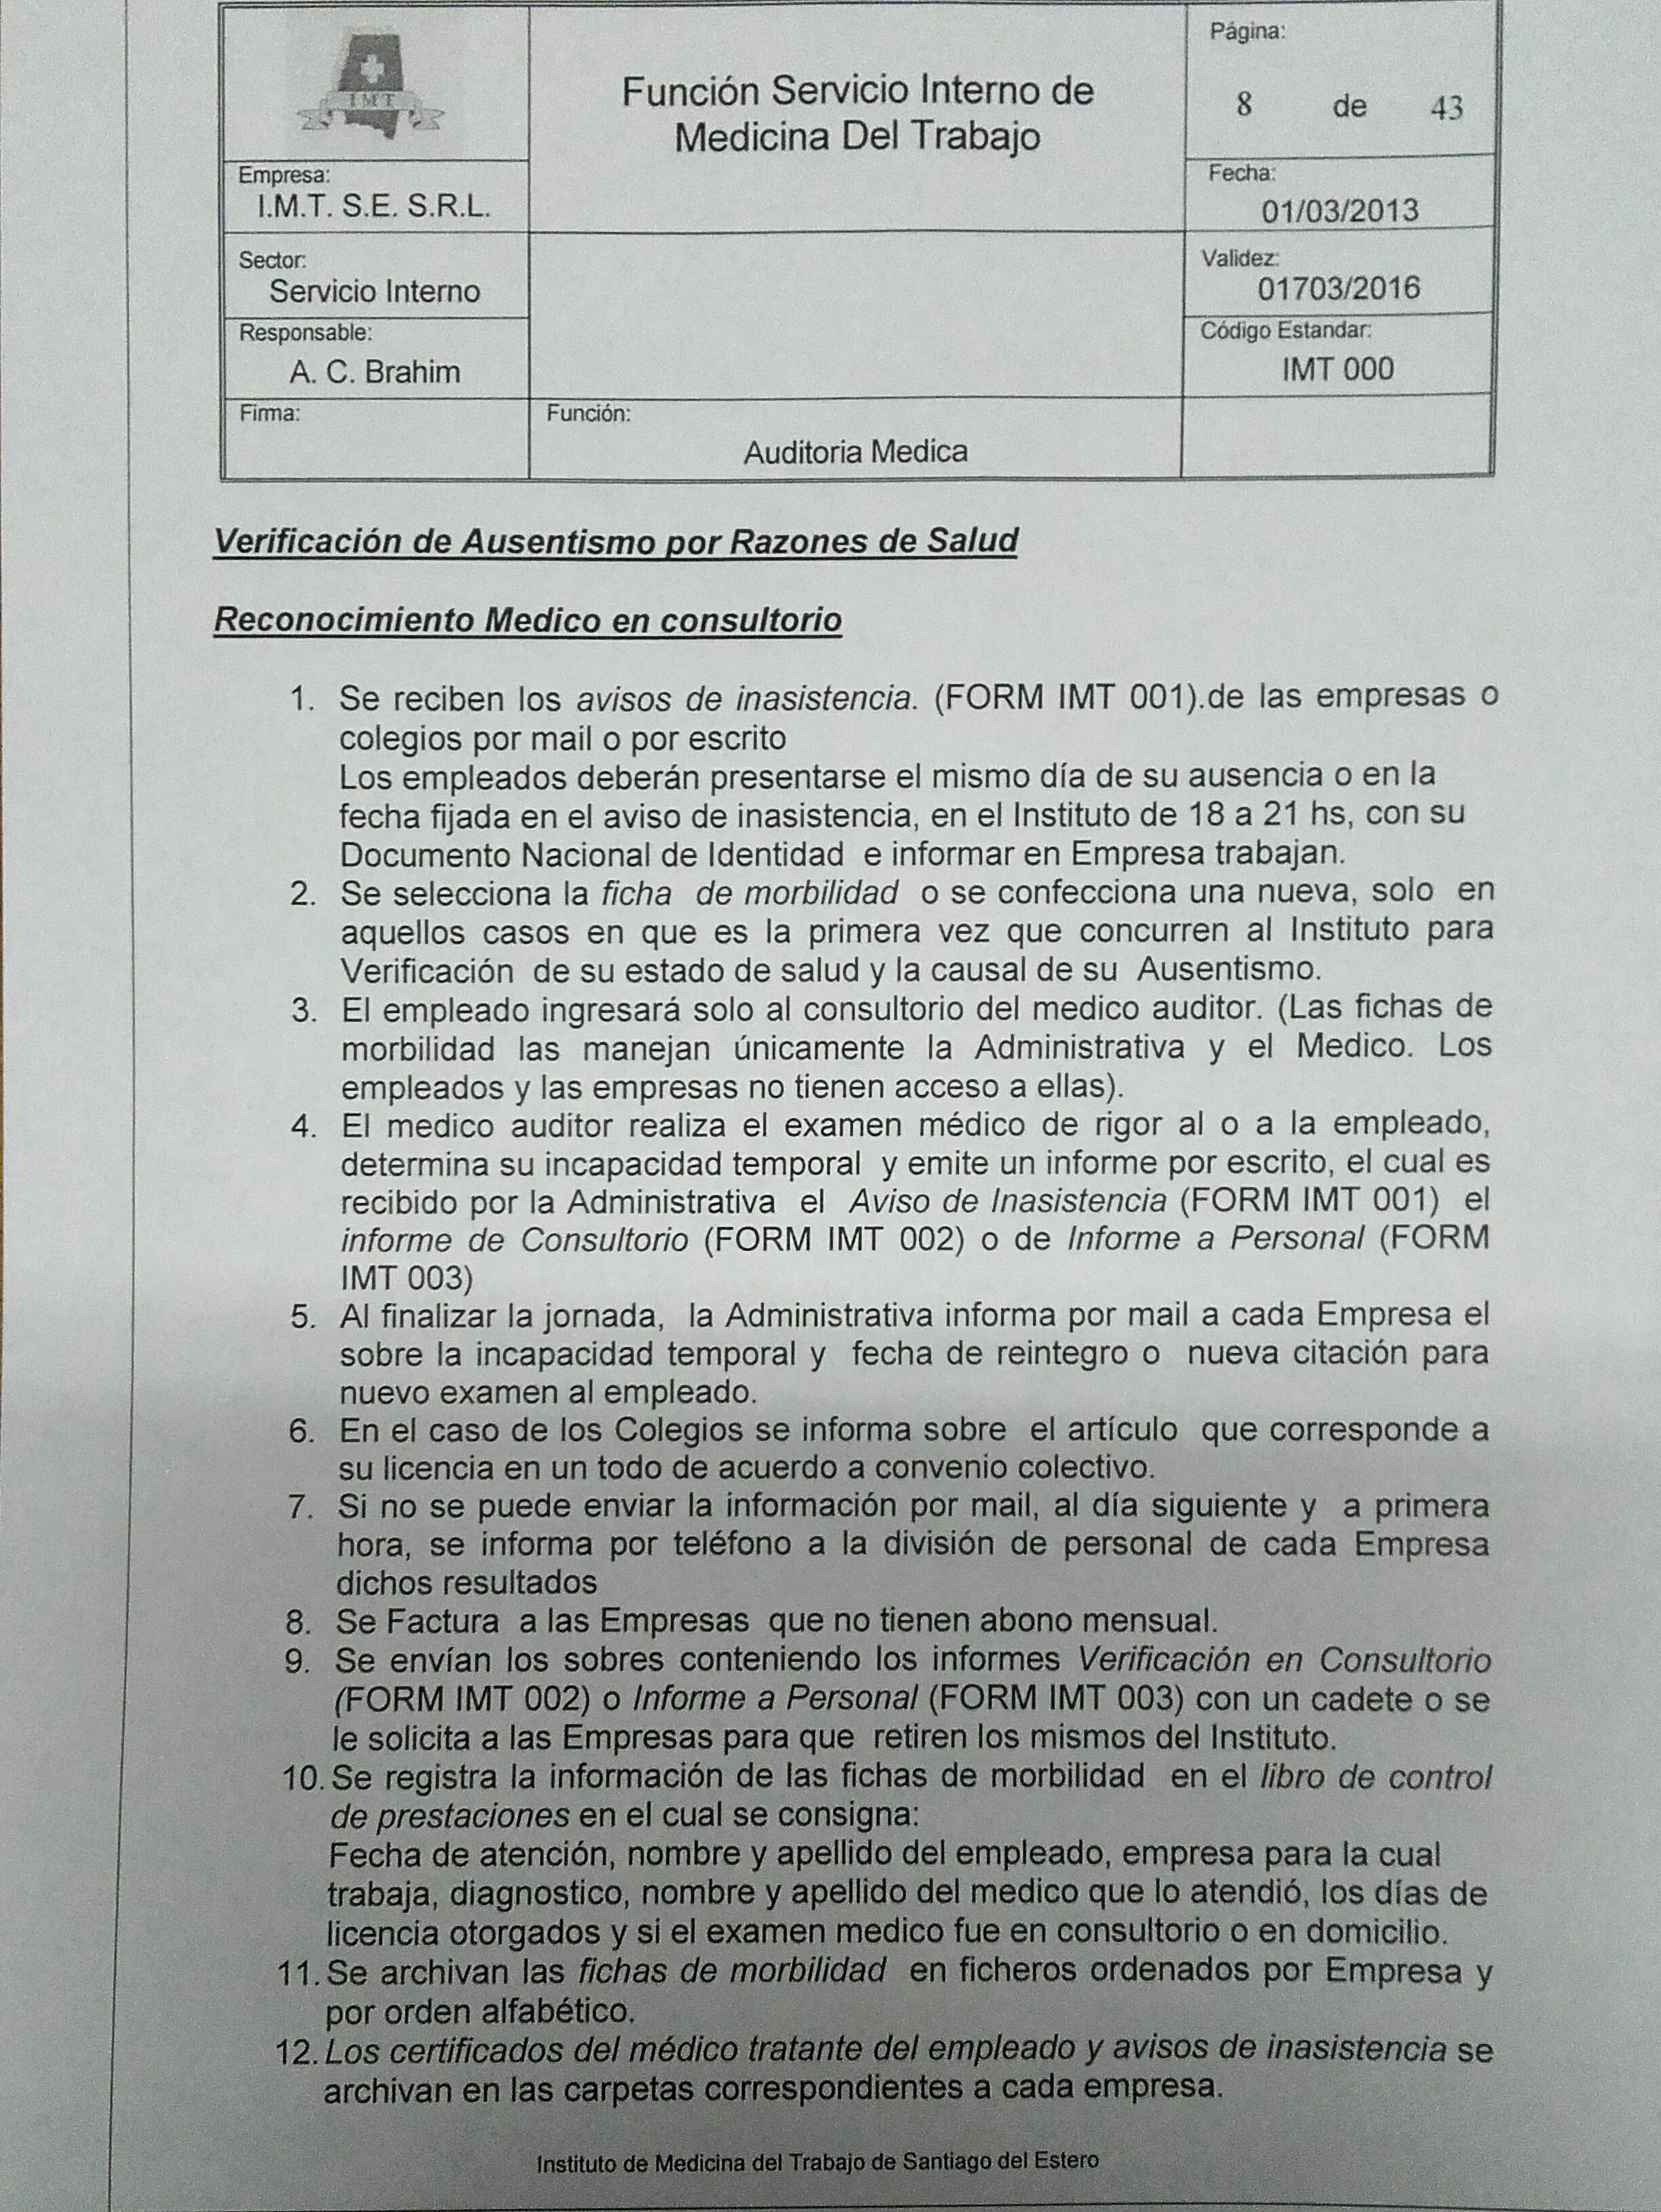 IMT
Función Servicio Interno de
Medicina Del Trabajo
Página:
8 de 43
Empresa:
I.M.T. S.E. S.R.L.
Fecha:
01/03/2013
Sector:
Servicio Interno
Validez:
01703/2016
Responsable:
A. C. Brahim
Código Estandar:
IMT 000
Firma:
Función:
Auditoria Medica
Verificación de Ausentismo por Razones de Salud
Reconocimiento Medico en consultorio
1. Se reciben los avisos de inasistencia. (FORM IMT 001).de las empresas o
colegios por mail o por escrito
Los empleados deberán presentarse el mismo día de su ausencia o en la
fecha fijada en el aviso de inasistencia, en el Instituto de 18 a 21 hs, con su
Documento Nacional de Identidad e informar en Empresa trabajan.
2. Se selecciona la ficha de morbilidad o se confecciona una nueva, solo en
aquellos casos en que es la primera vez que concurren al Instituto para
Verificación de su estado de salud y la causal de su Ausentismo.
3. El empleado ingresará solo al consultorio del medico auditor. (Las fichas de
morbilidad las manejan únicamente la Administrativa y el Medico. Los
empleados y las empresas no tienen acceso a ellas).
4. El medico auditor realiza el examen médico de rigor al o a la empleado,
determina su incapacidad temporal y emite un informe por escrito, el cual es
recibido por la Administrativa el Aviso de Inasistencia (FORM IMT 001) el
informe de Consultorio (FORM IMT 002) o de Informe a Personal (FORM
IMT 003)
5. Al finalizar la jornada, la Administrativa informa por mail a cada Empresa el
sobre la incapacidad temporal y fecha de reintegro o nueva citación para
nuevo examen al empleado.
6. En el caso de los Colegios se informa sobre el artículo que corresponde a
su licencia en un todo de acuerdo a convenio colectivo.
7. Si no se puede enviar la información por mail, al día siguiente y a primera
hora, se informa por teléfono a la división de personal de cada Empresa
dichos resultados
8. Se Factura a las Empresas que no tienen abono mensual.
9. Se envían los sobres conteniendo los informes Verificación en Consultorio
(FORM IMT 002) o Informe a Personal (FORM IMT 003) con un cadete o se
le solicita a las Empresas para que retiren los mismos del Instituto.
10. Se registra la información de las fichas de morbilidad en el libro de control
de prestaciones en el cual se consigna:
Fecha de atención, nombre y apellido del empleado, empresa para la cual
trabaja, diagnostico, nombre y apellido del medico que lo atendió, los días de
licencia otorgados y si el examen medico fue en consultorio o en domicilio.
11. Se archivan las fichas de morbilidad en ficheros ordenados por Empresa y
por orden alfabético.
12. Los certificados del médico tratante del empleado y avisos de inasistencia se
archivan en las carpetas correspondientes a cada empresa.
Instituto de Medicina del Trabajo de Santiago del Estero